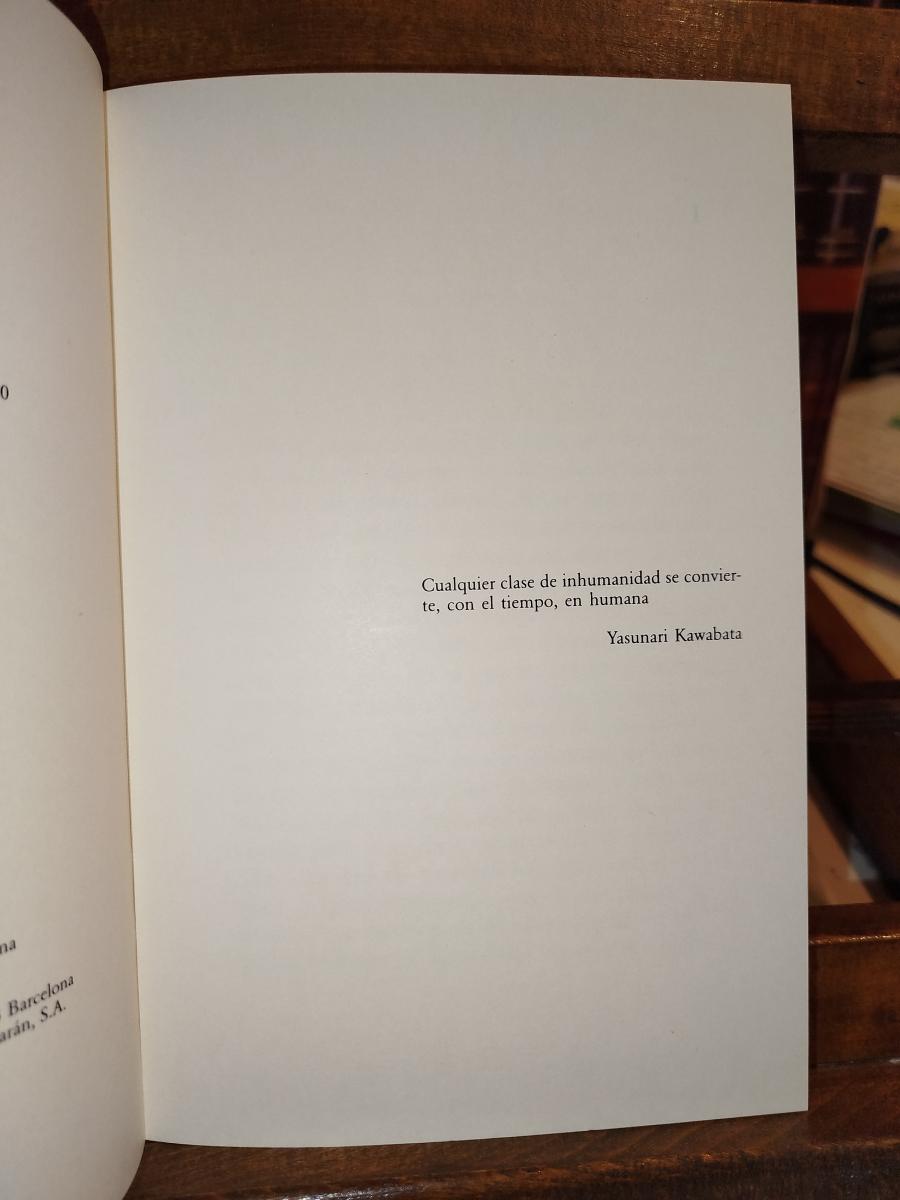 0
na
Barcelona
arán, S.A.
Cualquier clase de inhumanidad se convier-
te, con el tiempo, en humana
Yasunari Kawabata